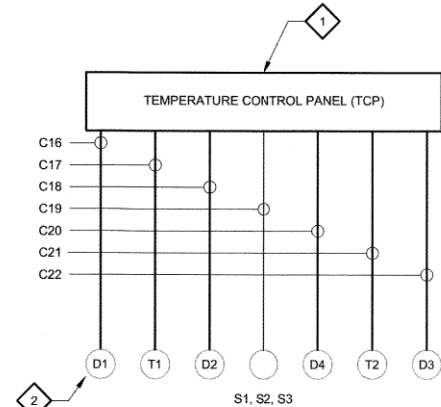 1
TEMPERATURE CONTROL PANEL (TCP)
C16
C17
C18
C19
C20
C21
C22
D1 T1 D2 D4 T2 D3
2
S1, S2, S3